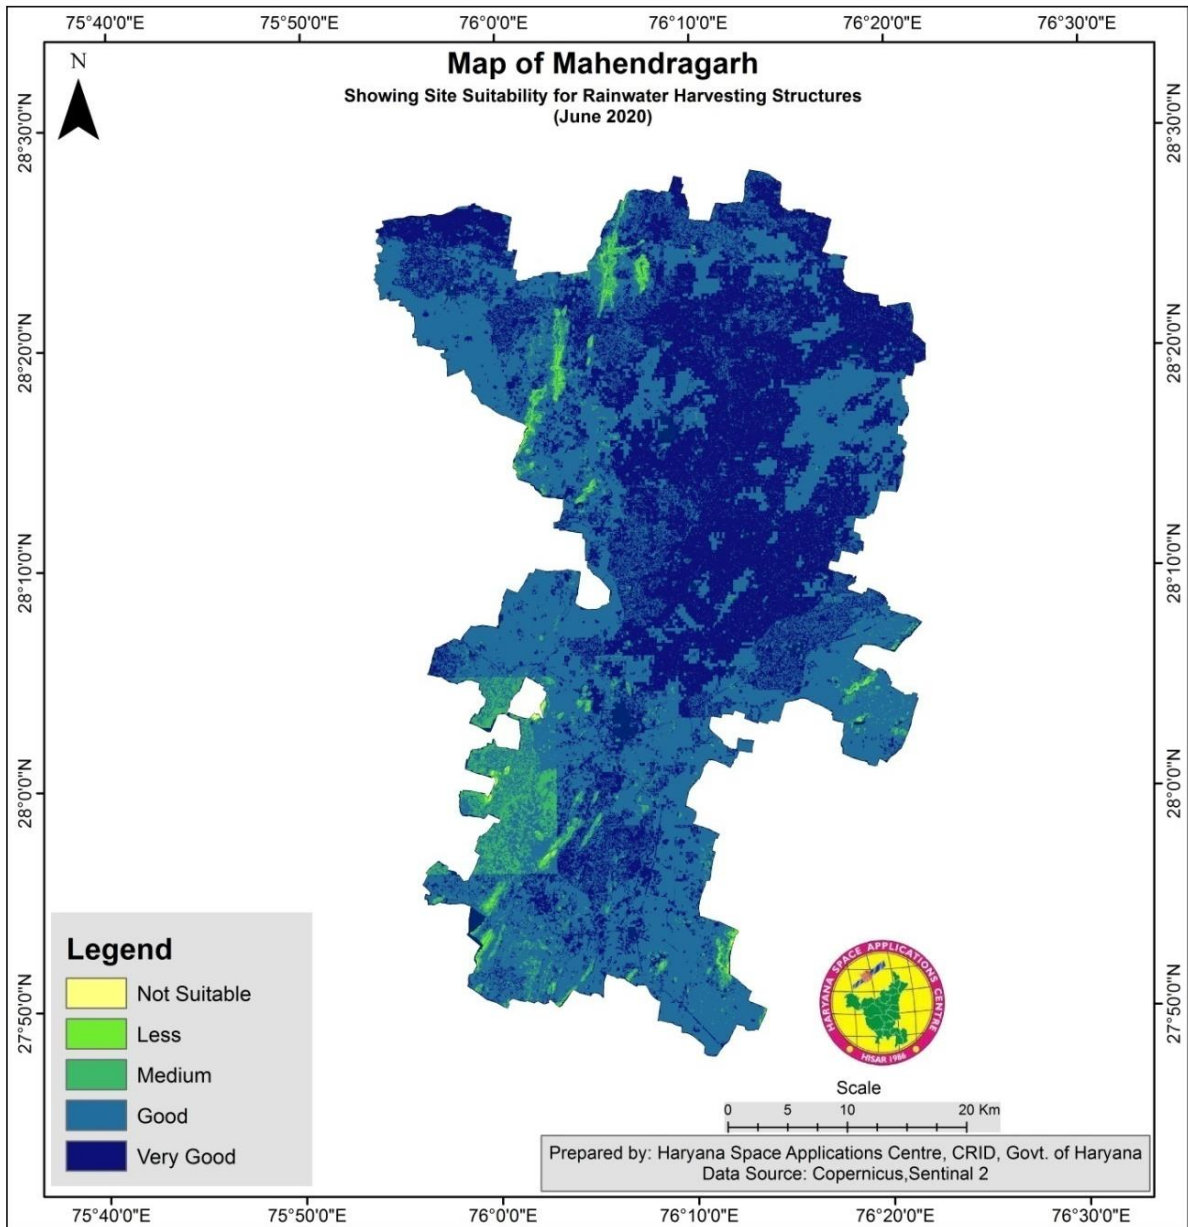 75°40'0"E
75°50'0"E
76°0'0"E
76°10'0"E
76°20'0"E
76°30'0"E
N
Map of Mahendragarh
Showing Site Suitability for Rainwater Harvesting Structures
(June 2020)
28°30'0"N
28°30'0"N
28°20'0"N
28°20'0"N
28°10'0"N
28°10'0"N
28°0'0"N
28°0'0"N
27°50'0"N
27°50'0"N
Legend
Not Suitable
Less
Medium
Good
Very Good
HARYANA SPACE APPLICATIONS CENTRE
HISAR 1986
Scale
0 5 10 20 Km
Prepared by: Haryana Space Applications Centre, CRID, Govt. of Haryana
Data Source: Copernicus,Sentinal 2
75°40'0"E
75°50'0"E
76°0'0"E
76°10'0"E
76°20'0"E
76°30'0"E